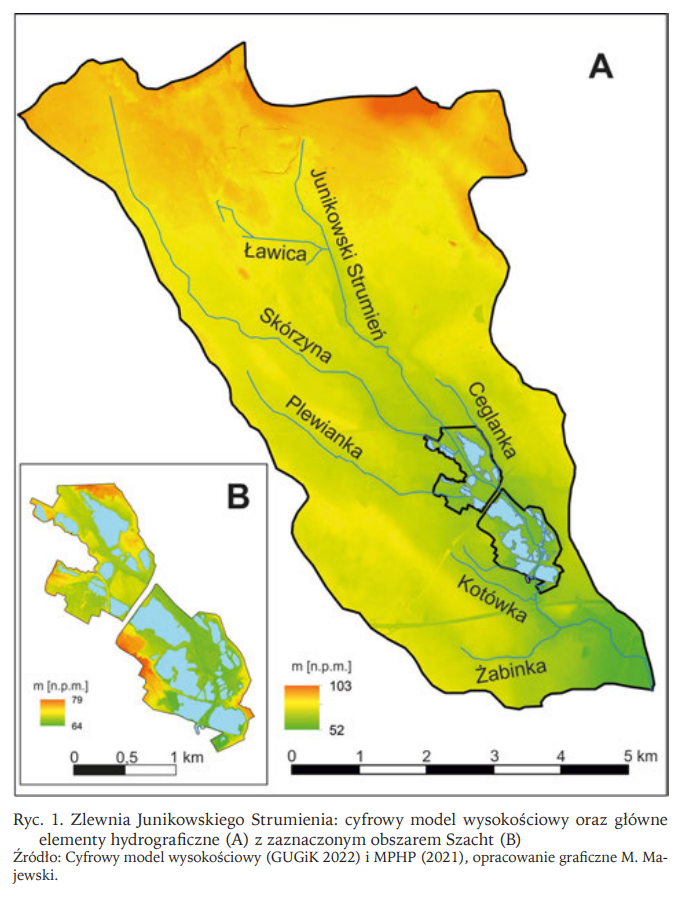 A
Junikowski Strumień
Ławica
Skórzyna
Ceglanka
Plewianka
B
Kotówka
Żabinka
m [n.p.m.]
79
64
0 0,5 1 km
m [n.p.m.]
103
52
0 1 2 3 4 5 km
Ryc. 1. Zlewnia Junikowskiego Strumienia: cyfrowy model wysokościowy oraz główne
elementy hydrograficzne (A) z zaznaczonym obszarem Szacht (B)
Źródło: Cyfrowy model wysokościowy (GUGiK 2022) i MPHP (2021), opracowanie graficzne M. Ma-
jewski.